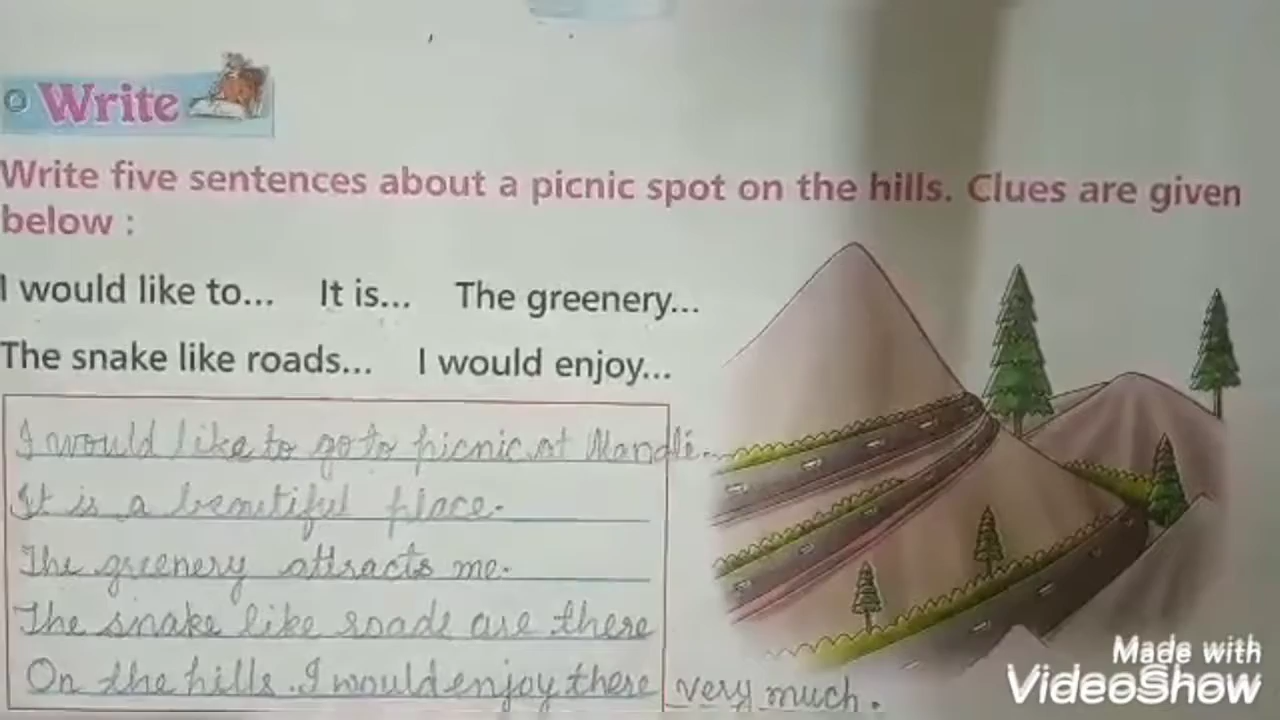 Write
Write five sentences about a picnic spot on the hills. Clues are given
below :
I would like to... It is... The greenery...
The snake like roads... I would enjoy...
I would like to go to picnic at Manali.
It is a beautiful place.
The greenery attracts me.
The snake like roads are there
On the hills. I would enjoy there very much.
Made with
VideoShow